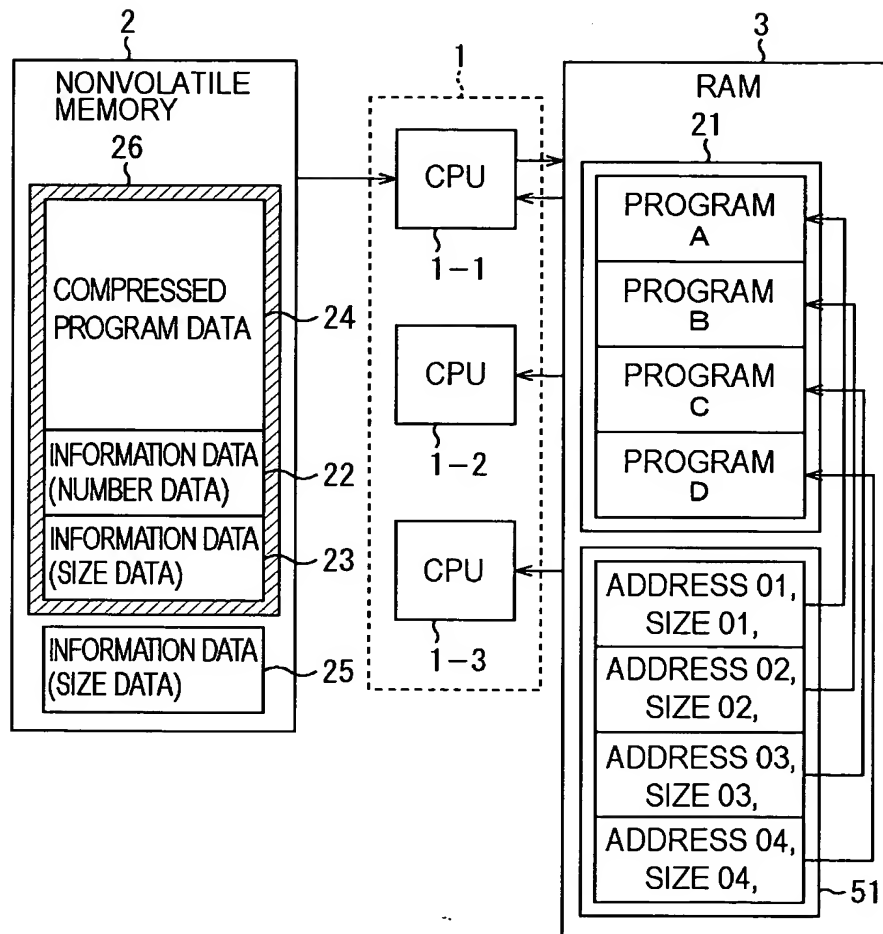 2
NONVOLATILE
MEMORY
26
COMPRESSED
PROGRAM DATA
24
INFORMATION DATA
(NUMBER DATA)
22
INFORMATION DATA
(SIZE DATA)
23
INFORMATION DATA
(SIZE DATA)
25
1
CPU
1-1
CPU
1-2
CPU
1-3
3
RAM
21
PROGRAM
A
PROGRAM
B
PROGRAM
C
PROGRAM
D
ADDRESS 01,
SIZE 01,
ADDRESS 02,
SIZE 02,
ADDRESS 03,
SIZE 03,
ADDRESS 04,
SIZE 04,
51